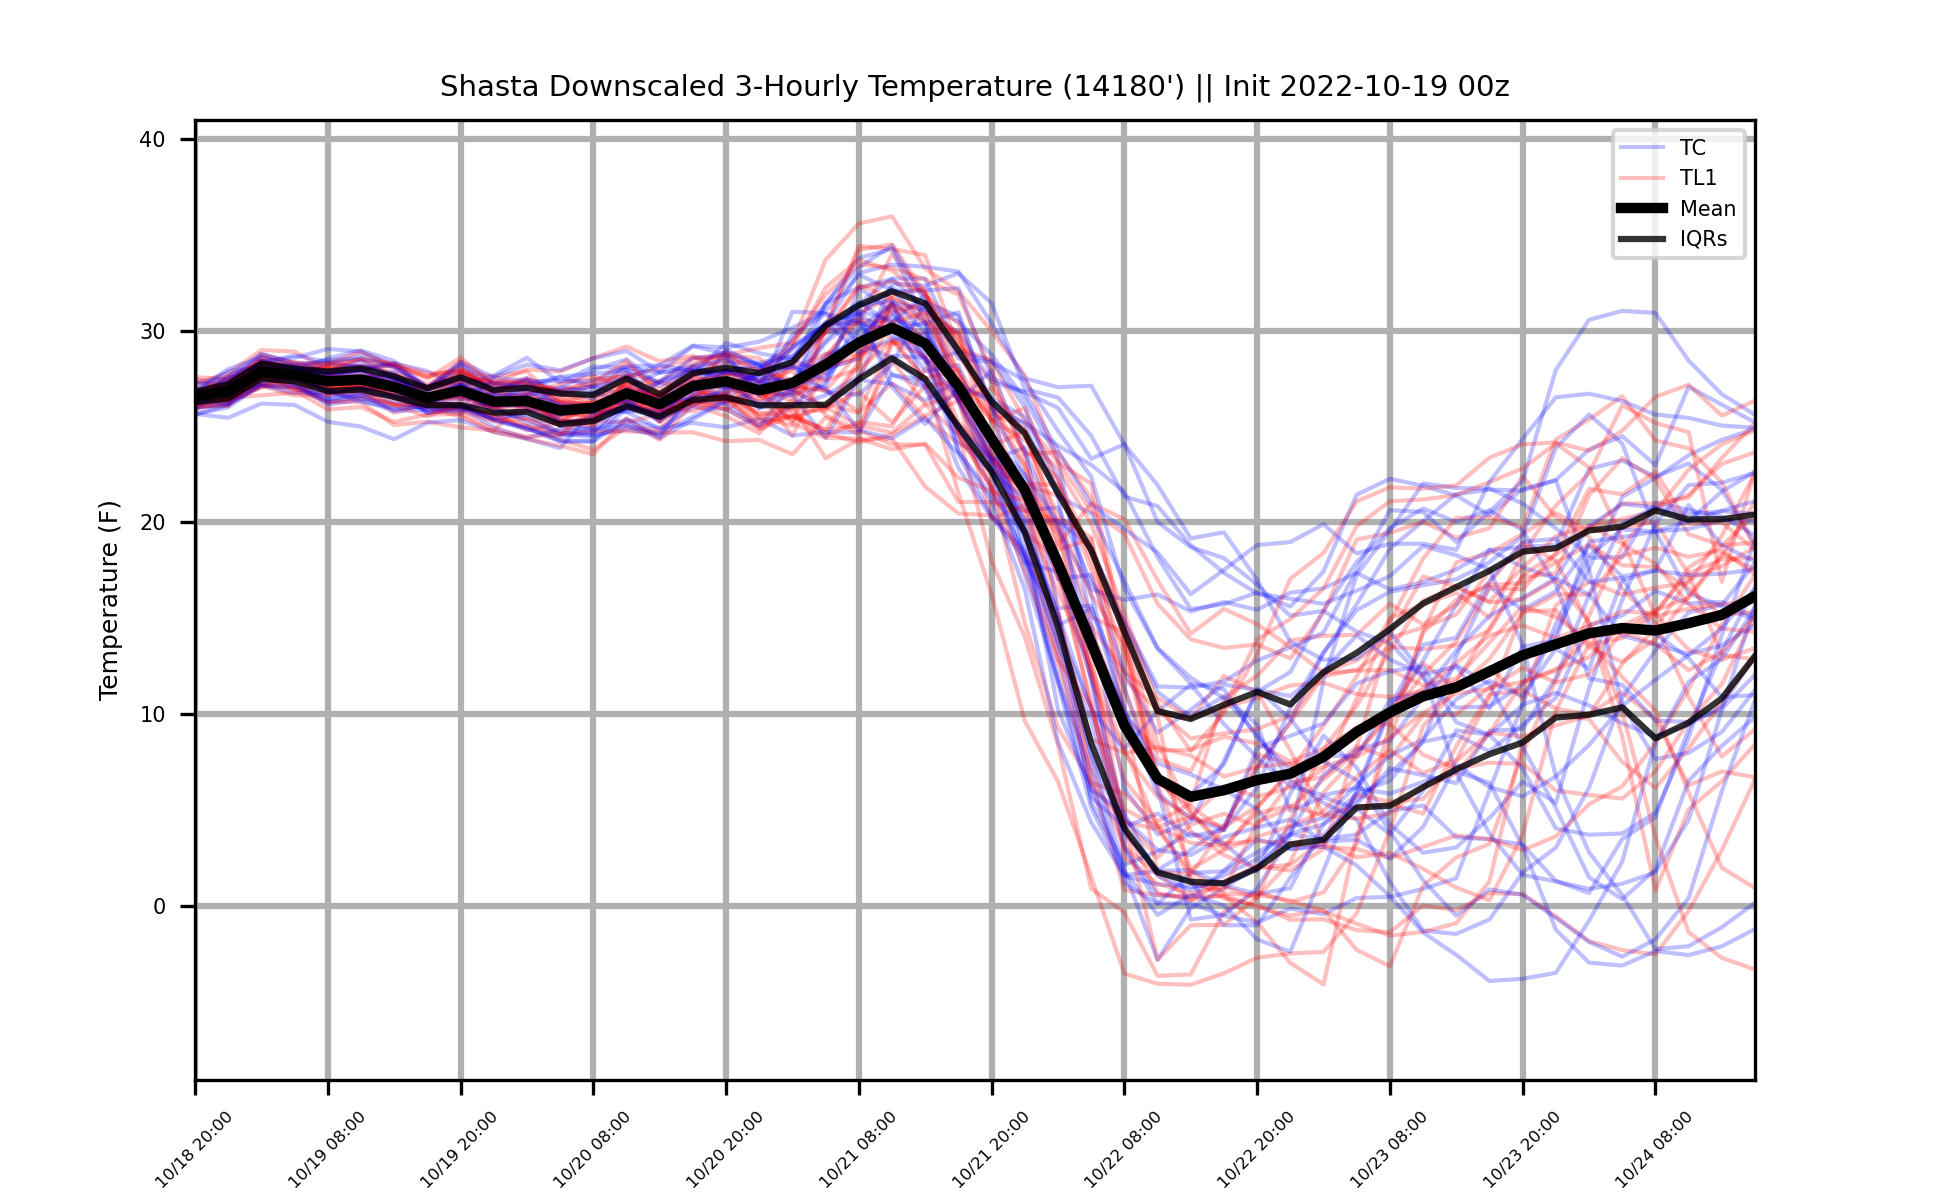 Shasta Downscaled 3-Hourly Temperature (14180') || Init 2022-10-19 00z
TC
TL1
Mean
IQRs
Temperature (F)
40
30
20
10
0
10/18 20:00
10/19 08:00
10/19 20:00
10/20 08:00
10/20 20:00
10/21 08:00
10/21 20:00
10/22 08:00
10/22 20:00
10/23 08:00
10/23 20:00
10/24 08:00